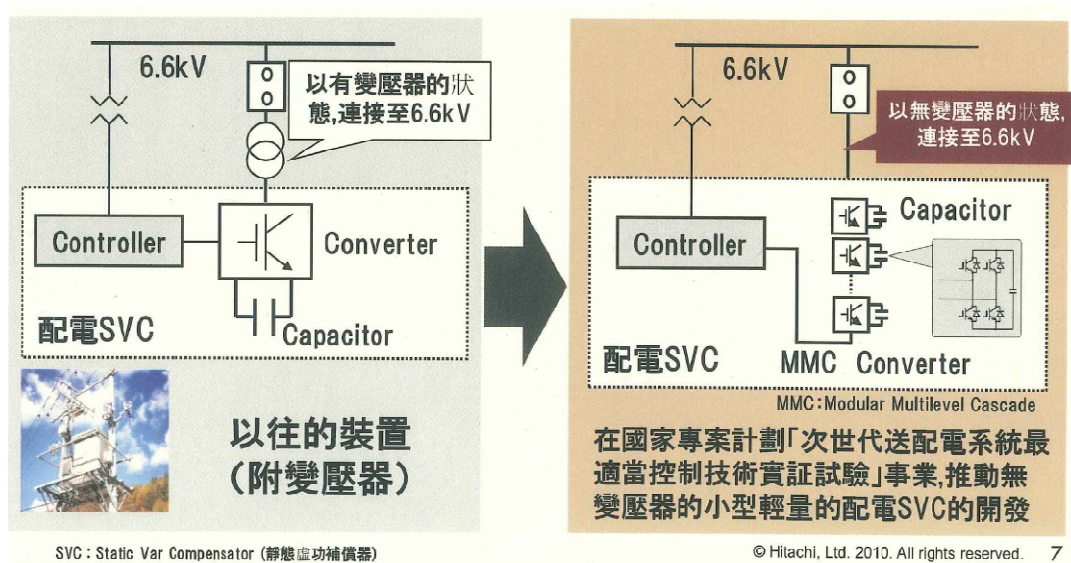 6.6kV
以有變壓器的狀
態,連接至6.6kV
Controller
Converter
Capacitor
配電SVC
以往的裝置
(附變壓器)
SVC : Static Var Compensator (靜態虛功補償器)
6.6kV
以無變壓器的狀態,
連接至6.6kV
Capacitor
Controller
配電SVC
MMC Converter
MMC:Modular Multilevel Cascade
在國家專案計劃「次世代送配電系統最
適當控制技術實証試驗」事業,推動無
變壓器的小型輕量的配電SVC的開發
© Hitachi, Ltd. 2010. All rights reserved. 7